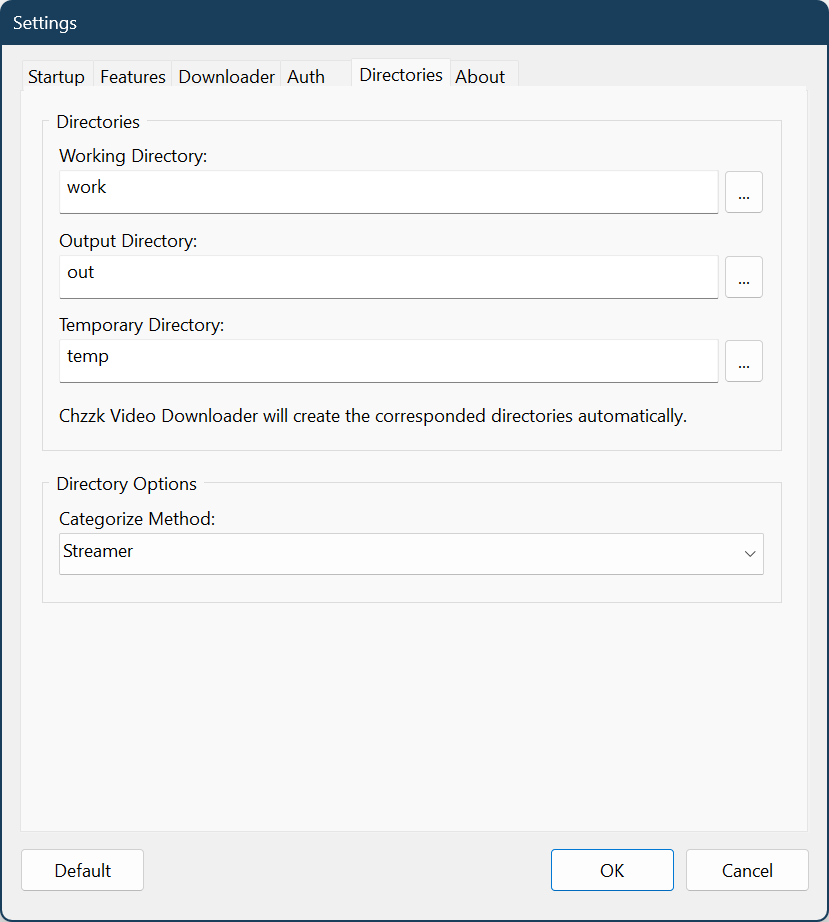 Settings
Startup Features Downloader Auth Directories About
Directories
Working Directory:
work
...
Output Directory:
out
...
Temporary Directory:
temp
...
Chzzk Video Downloader will create the corresponded directories automatically.
Directory Options
Categorize Method:
Streamer
Default OK Cancel